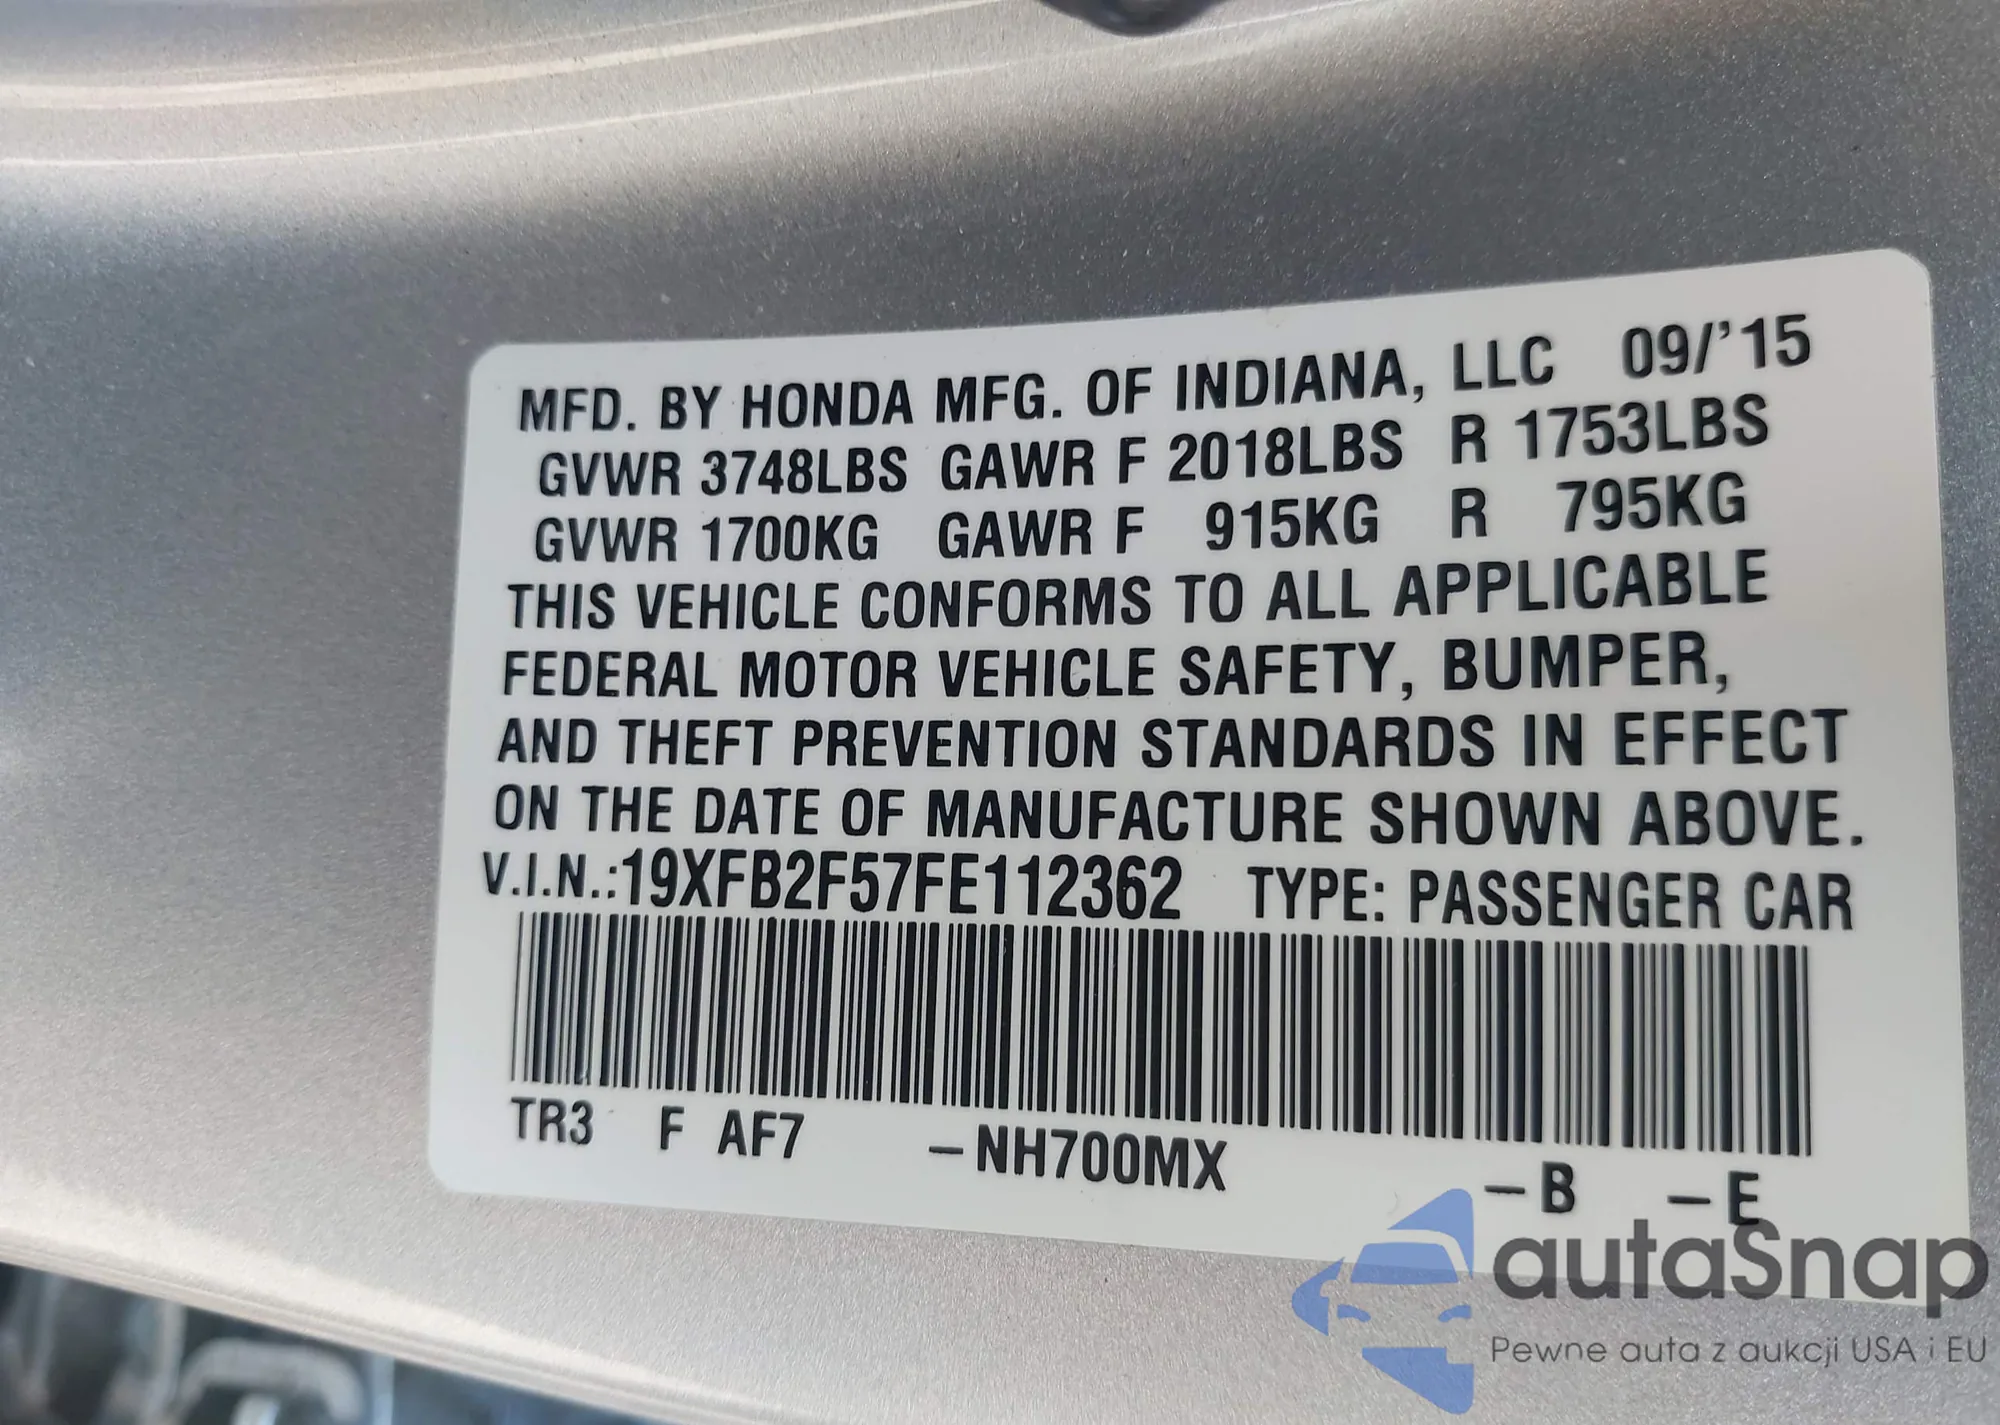 MFD. BY HONDA MFG. OF INDIANA, LLC 09/'15
GVWR 3748LBS GAWR F 2018LBS R 1753LBS
GVWR 1700KG GAWR F 915KG R 795KG
THIS VEHICLE CONFORMS TO ALL APPLICABLE
FEDERAL MOTOR VEHICLE SAFETY, BUMPER,
AND THEFT PREVENTION STANDARDS IN EFFECT
ON THE DATE OF MANUFACTURE SHOWN ABOVE.
V.I.N.:19XFB2F57FE112362 TYPE: PASSENGER CAR
TR3 F AF7 -NH700MX -B -E
autaSnap
Pewne auta z aukcji USA i EU